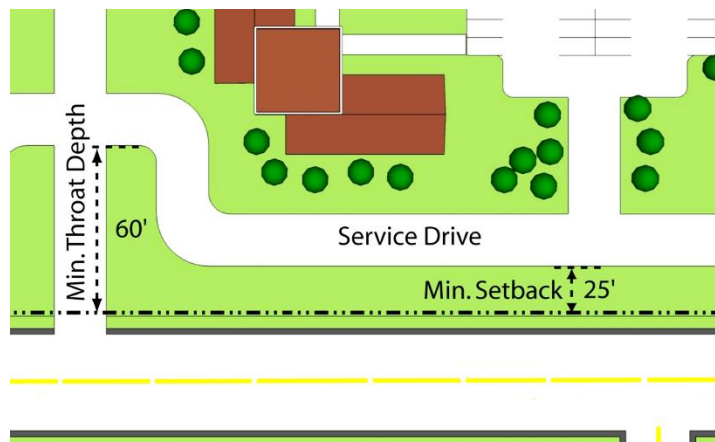 Min. Throat Depth
60'
Service Drive
Min. Setback
25'